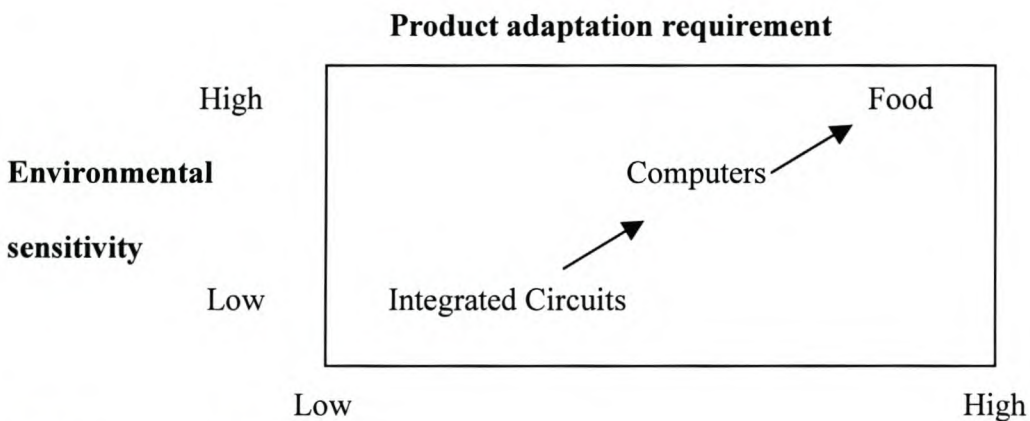 Product adaptation requirement
High
Food
Environmental
Computers
sensitivity
Low
Integrated Circuits
Low
High